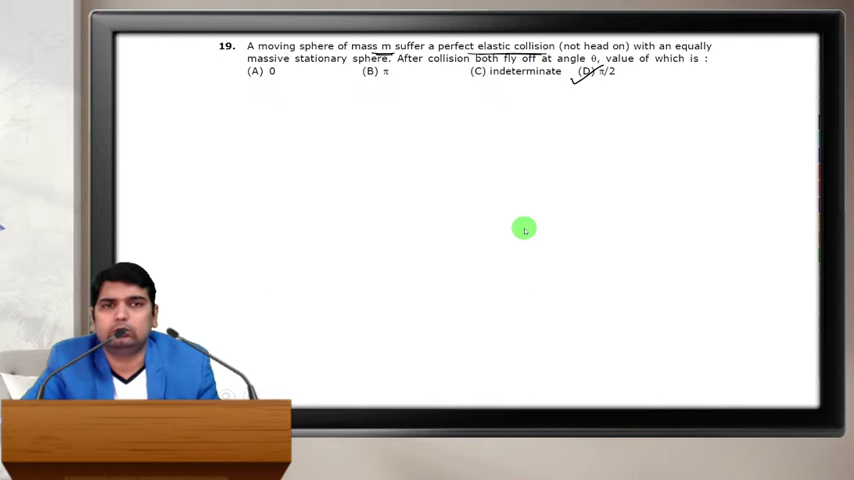 19. A moving sphere of mass m suffer a perfect elastic collision (not head on) with an equally
massive stationary sphere. After collision both fly off at angle θ, value of which is :
(A) 0 (B) π (C) indeterminate (D) π/2